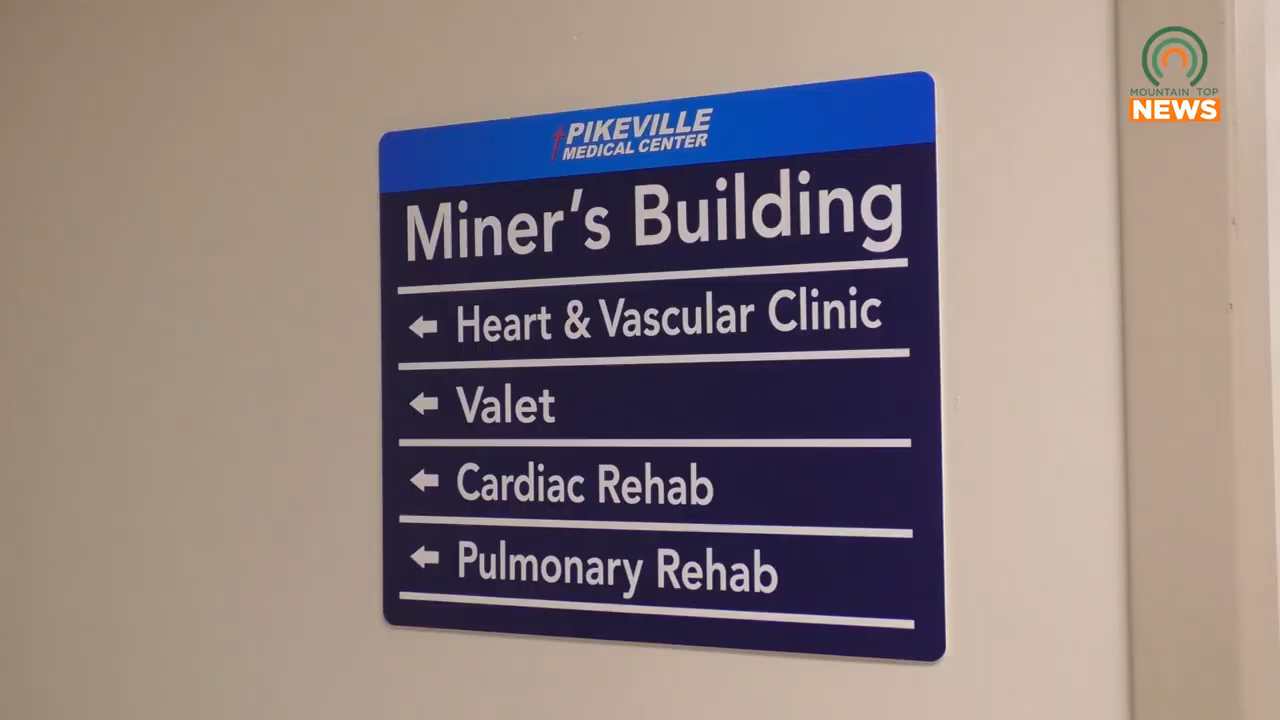 MOUNTAIN TOP
NEWS
PIKEVILLE
MEDICAL CENTER
Miner's Building
Heart & Vascular Clinic
Valet
Cardiac Rehab
Pulmonary Rehab